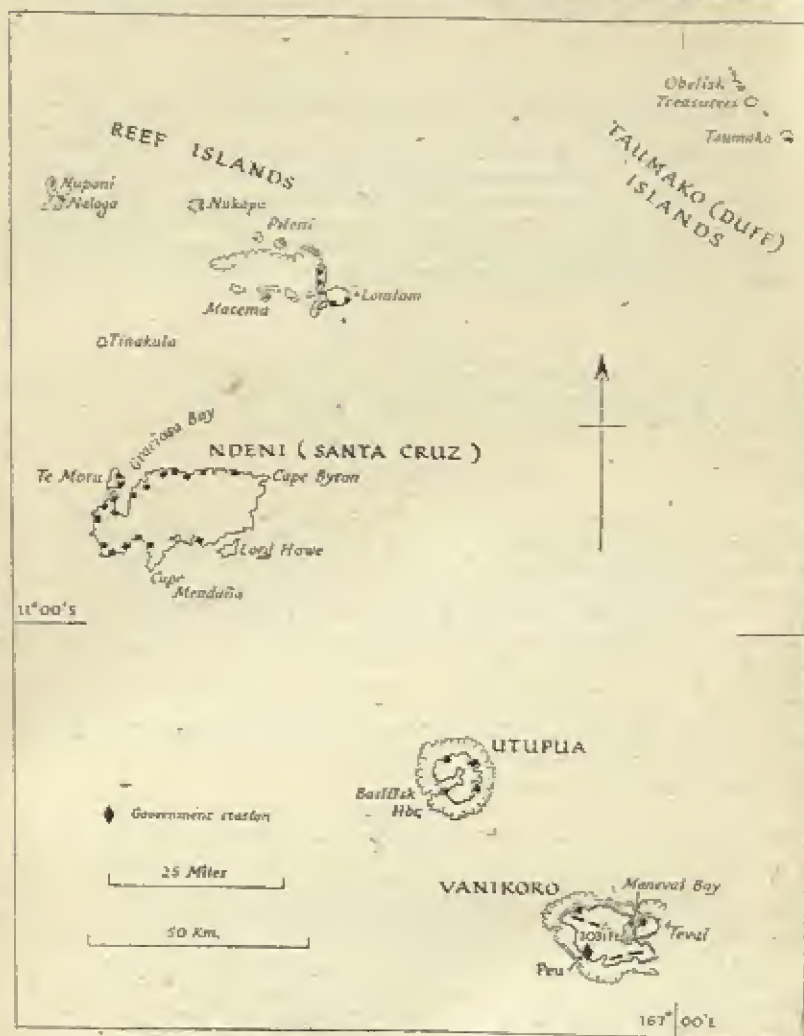 Obelisk
Treasurers
Taumako
TAUMAKO (DUFF)
ISLANDS
REEF ISLANDS
Nupani
Naloga
Nukapu
Pileni
Lomlom
Matema
Tinakula
Graciosa Bay
NDENI (SANTA CRUZ)
Te Motu
Cape Byron
Lord Howe
Cape
Mendaña
11°00'S
UTUPUA
Basilisk
Hbr.
Government station
25 Miles
50 Km.
VANIKORO
Manevai Bay
Tevai
Peu
167° 00'E